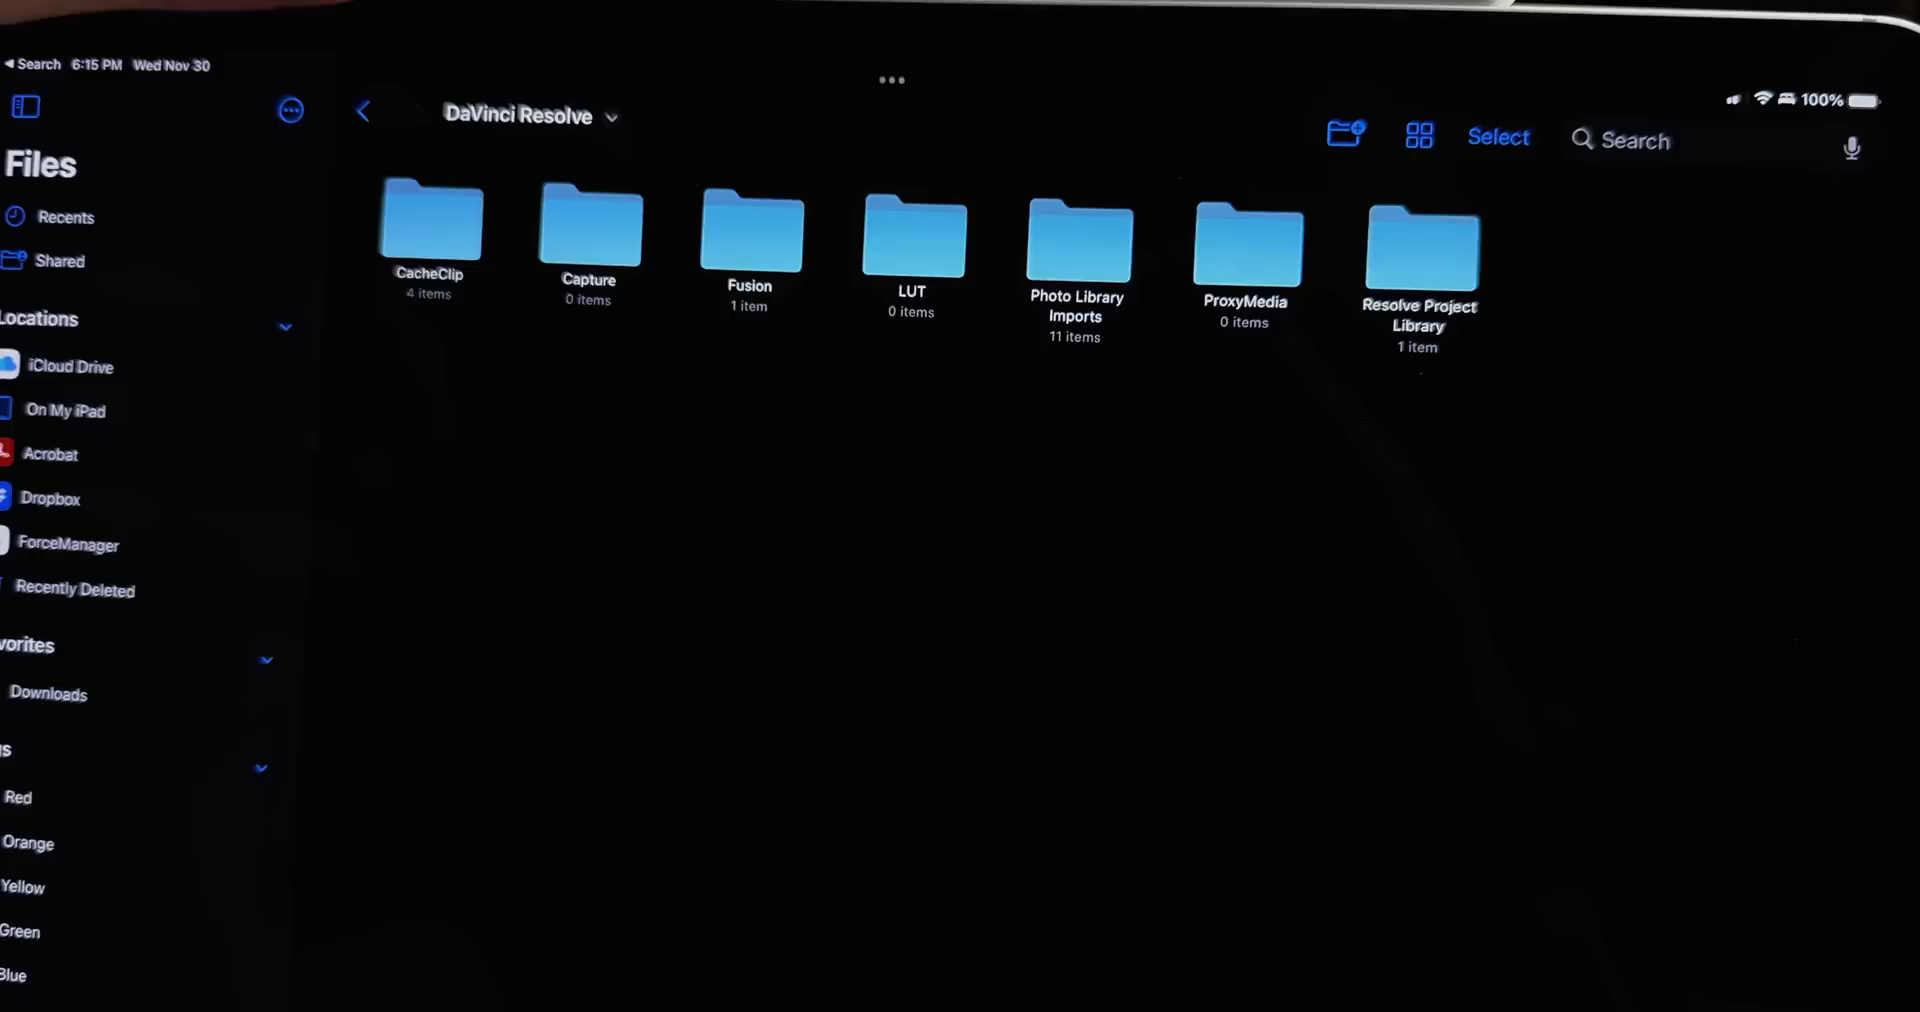 Search 6:15 PM Wed Nov 30
100%
DaVinci Resolve
Select
Search
Files
Recents
Shared
Locations
iCloud Drive
On My iPad
Acrobat
Dropbox
ForceManager
Recently Deleted
vorites
Downloads
gs
Red
Orange
Yellow
Green
Blue
CacheClip
4 items
Capture
0 items
Fusion
1 item
LUT
0 items
Photo Library
Imports
11 items
ProxyMedia
0 items
Resolve Project
Library
1 item